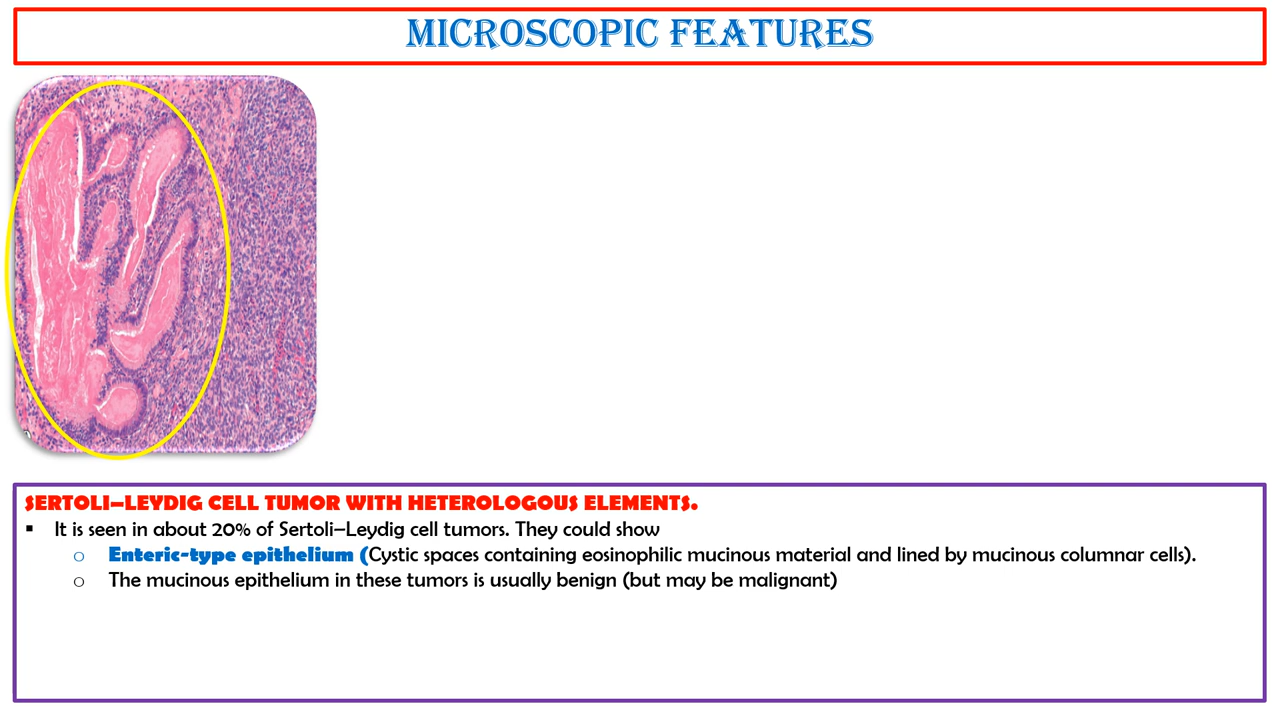 MICROSCOPIC FEATURES
SERTOLI–LEYDIG CELL TUMOR WITH HETEROLOGOUS ELEMENTS.
▪ It is seen in about 20% of Sertoli–Leydig cell tumors. They could show
o Enteric-type epithelium (Cystic spaces containing eosinophilic mucinous material and lined by mucinous columnar cells).
o The mucinous epithelium in these tumors is usually benign (but may be malignant)